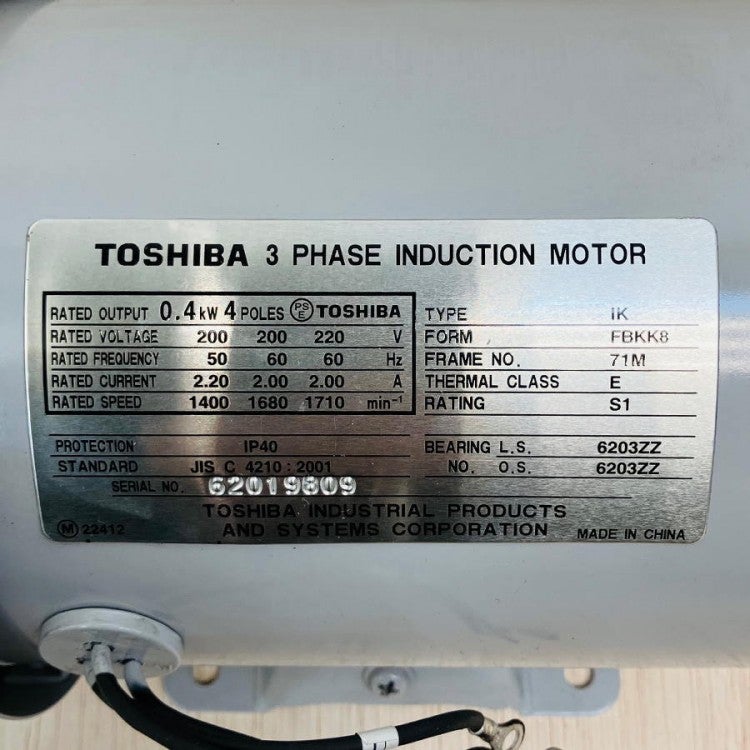 TOSHIBA 3 PHASE INDUCTION MOTOR
RATED OUTPUT 0.4 kW 4 POLES PS E TOSHIBA
RATED VOLTAGE 200 200 220 V
RATED FREQUENCY 50 60 60 Hz
RATED CURRENT 2.20 2.00 2.00 A
RATED SPEED 1400 1680 1710 min⁻¹
TYPE IK
FORM FBKK8
FRAME NO. 71M
THERMAL CLASS E
RATING S1
PROTECTION IP40
STANDARD JIS C 4210 : 2001
SERIAL NO. 62019809
BEARING L.S. 6203ZZ
NO. O.S. 6203ZZ
TOSHIBA INDUSTRIAL PRODUCTS
AND SYSTEMS CORPORATION
M 22412
MADE IN CHINA
U